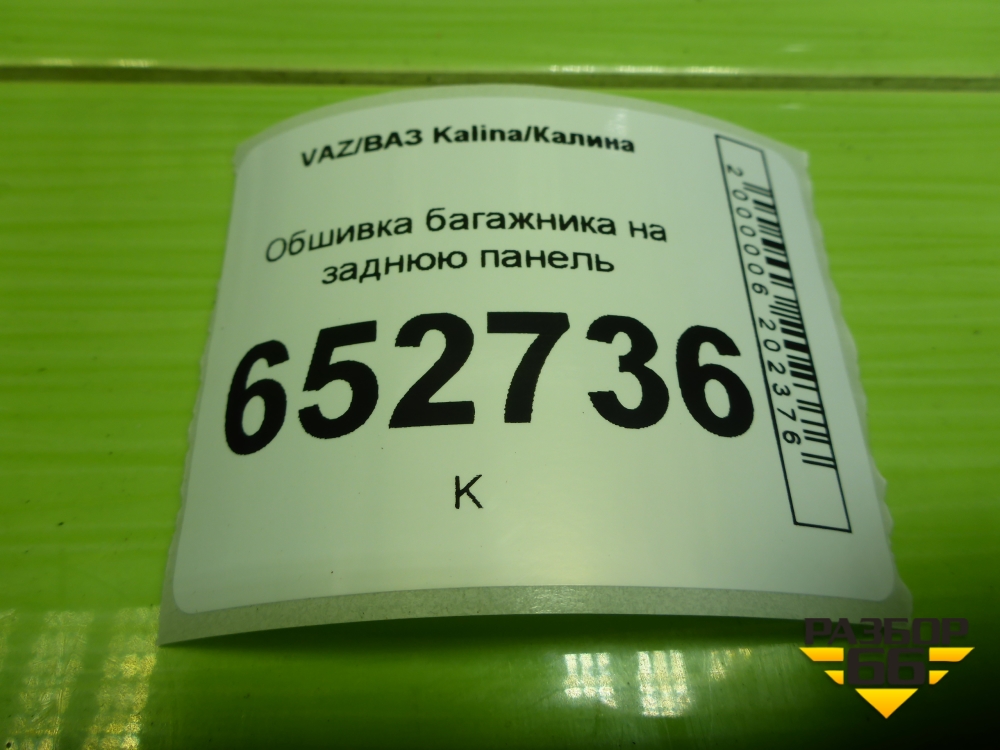 VAZ/ВАЗ Kalina/Калина
Обшивка багажника на
заднюю панель
652736
К
2000006202376
РАЗБОР
66